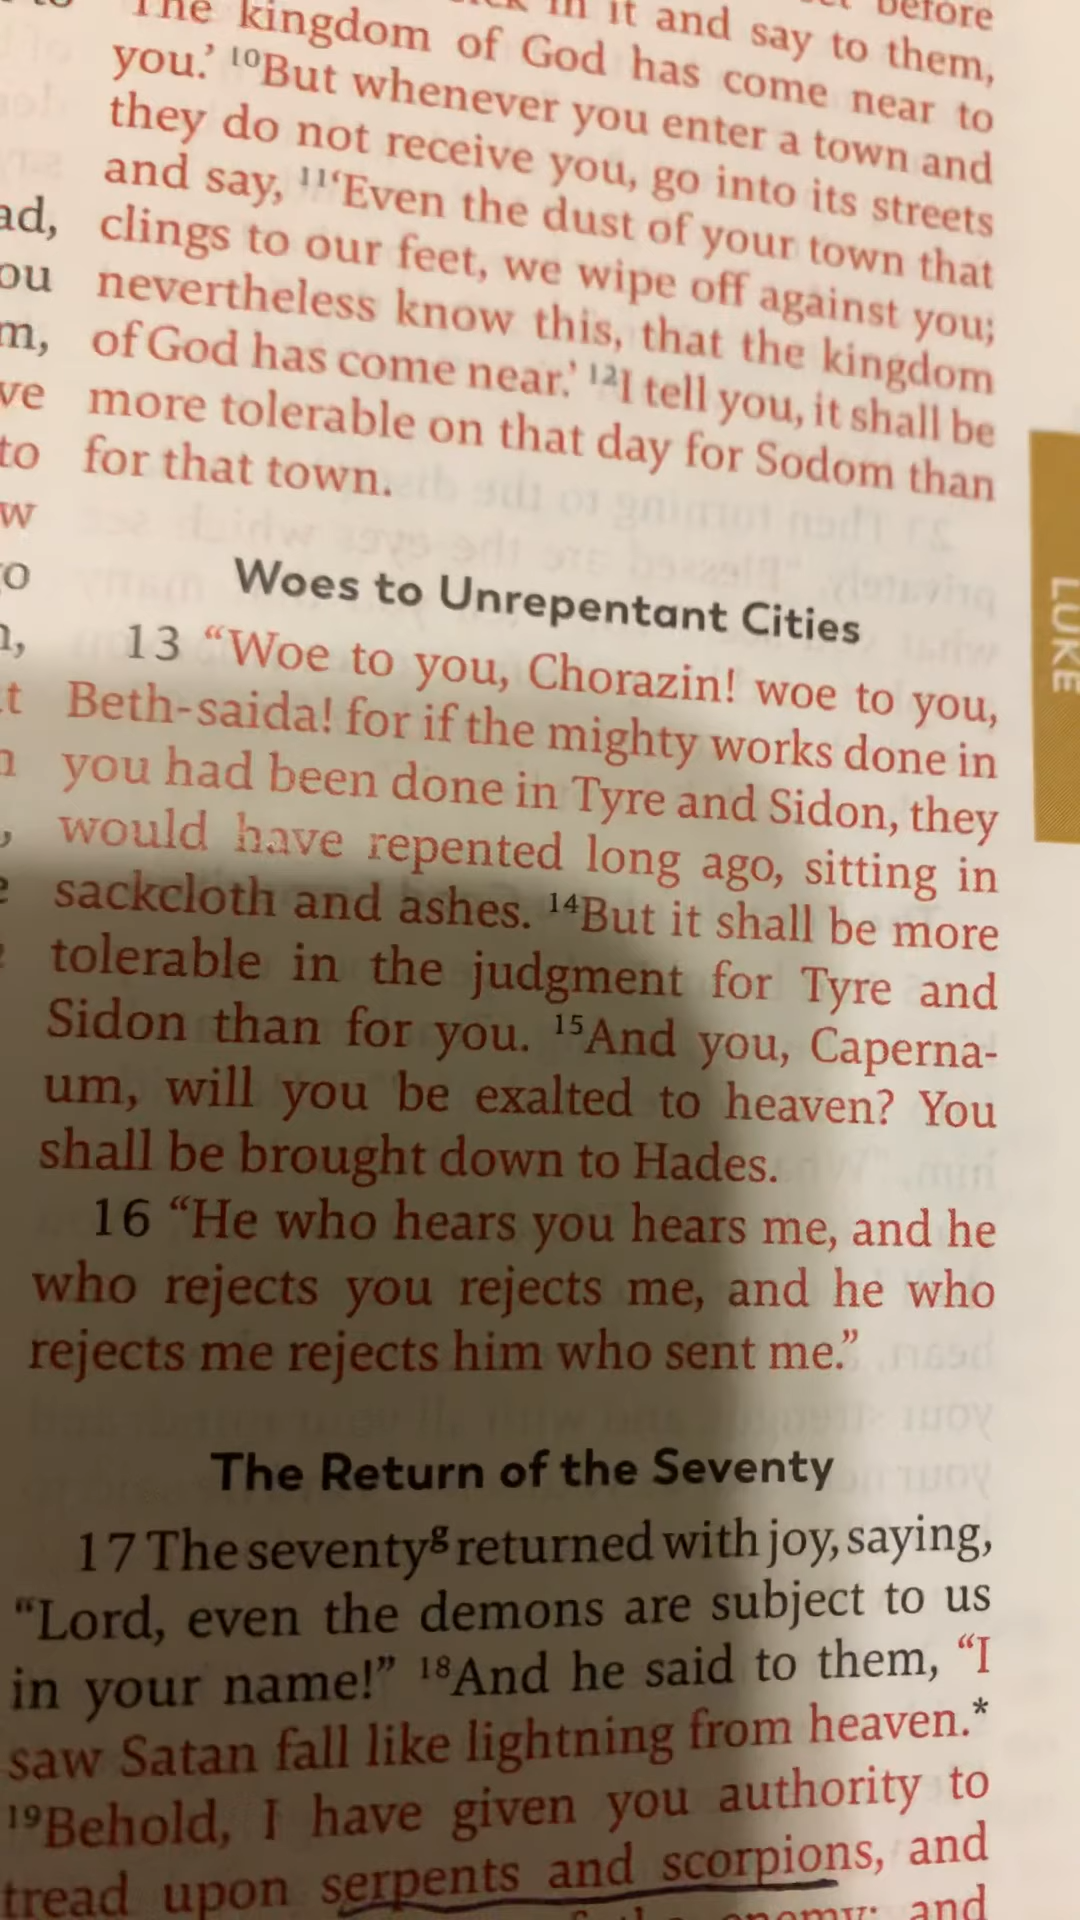 before
in it and say to them,
The kingdom of God has come near to
you.’ 10But whenever you enter a town and
they do not receive you, go into its streets
and say, 11‘Even the dust of your town that
clings to our feet, we wipe off against you;
nevertheless know this, that the kingdom
of God has come near.’ 12I tell you, it shall be
more tolerable on that day for Sodom than
for that town.
Woes to Unrepentant Cities
13 “Woe to you, Chorazin! woe to you,
Beth-saida! for if the mighty works done in
you had been done in Tyre and Sidon, they
would have repented long ago, sitting in
sackcloth and ashes. 14But it shall be more
tolerable in the judgment for Tyre and
Sidon than for you. 15And you, Caperna-
um, will you be exalted to heaven? You
shall be brought down to Hades.
16 “He who hears you hears me, and he
who rejects you rejects me, and he who
rejects me rejects him who sent me.”
The Return of the Seventy
17 The seventyg returned with joy, saying,
“Lord, even the demons are subject to us
in your name!” 18And he said to them, “I
saw Satan fall like lightning from heaven.*
19Behold, I have given you authority to
tread upon serpents and scorpions, and
enemy; and
LUKE